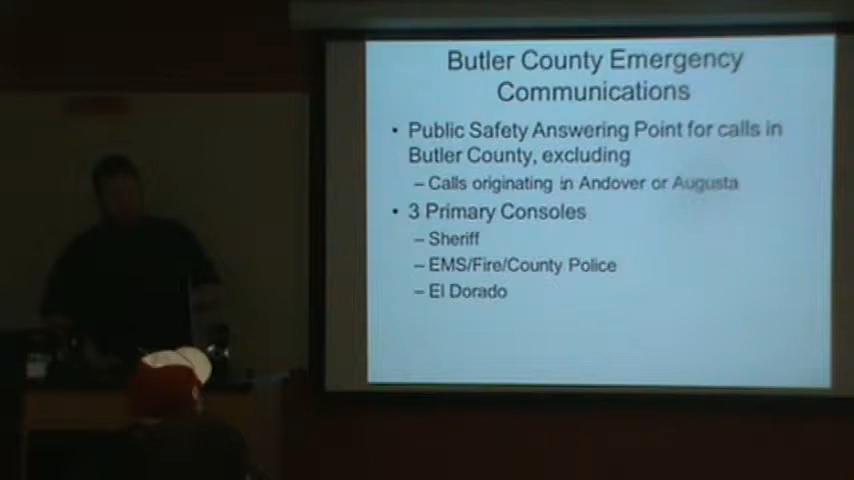 Butler County Emergency
Communications
• Public Safety Answering Point for calls in
Butler County, excluding
– Calls originating in Andover or Augusta
• 3 Primary Consoles
– Sheriff
– EMS/Fire/County Police
– El Dorado